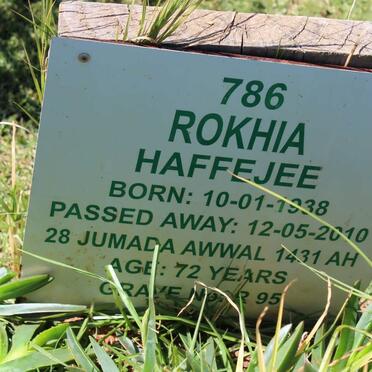 786
ROKHIA
HAFFEJEE
BORN: 10-01-1938
PASSED AWAY: 12-05-2010
28 JUMADA AWWAL 1431 AH
AGE: 72 YEARS
GRAVE 95